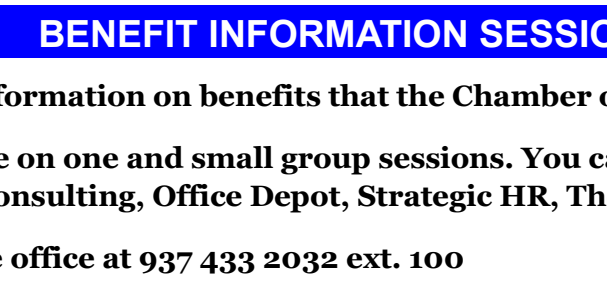 BENEFIT INFORMATION SESSIO
formation on benefits that the Chamber
e on one and small group sessions. You ca
onsulting, Office Depot, Strategic HR, Th
e office at 937 433 2032 ext. 100